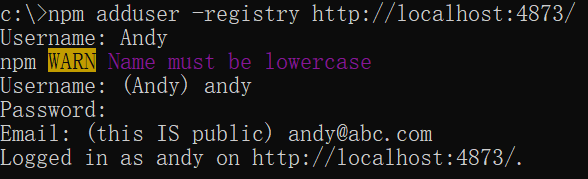 c:\>npm adduser -registry http://localhost:4873/
Username: Andy
npm WARN Name must be lowercase
Username: (Andy) andy
Password:
Email: (this IS public) andy@abc.com
Logged in as andy on http://localhost:4873/.